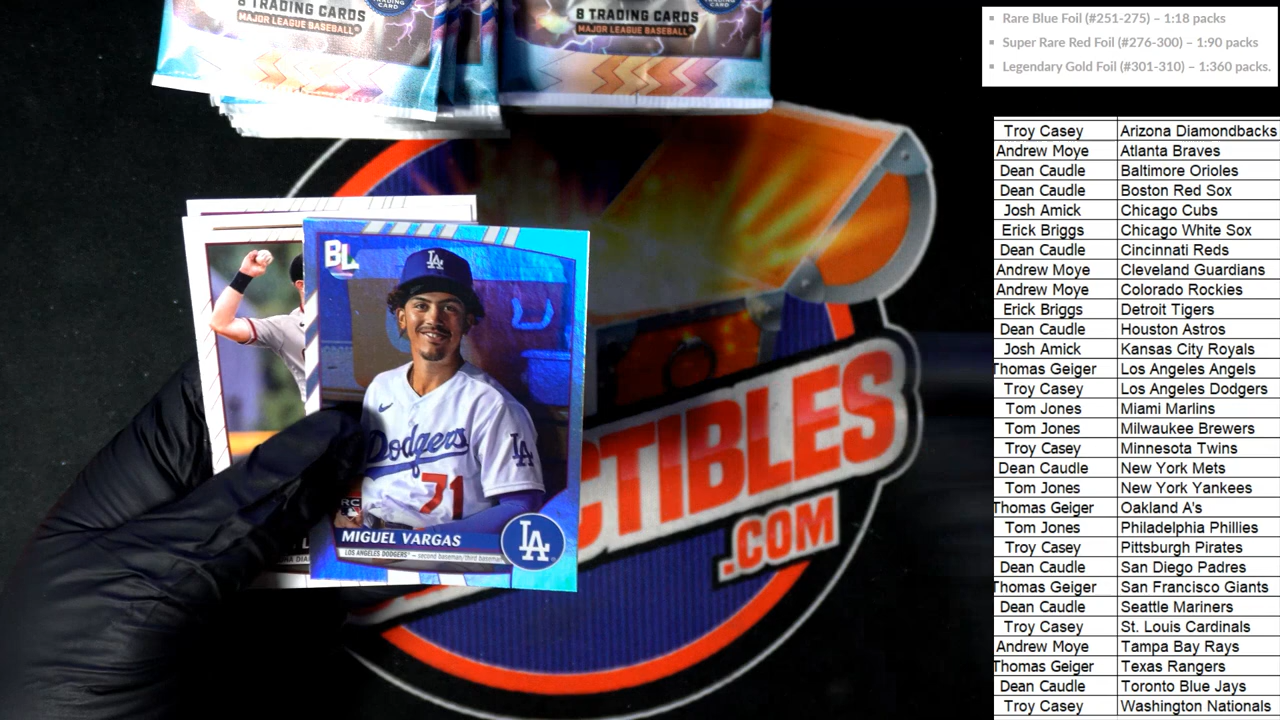 8 TRADING CARDS
MAJOR LEAGUE BASEBALL®
8 TRADING CARDS
MAJOR LEAGUE BASEBALL®
Rare Blue Foil (#251-275) – 1:18 packs
Super Rare Red Foil (#276-300) – 1:90 packs
Legendary Gold Foil (#301-310) – 1:360 packs.
BL
LA
Dodgers
LA
71
RC
MIGUEL VARGAS
LOS ANGELES DODGERS® – second baseman/third baseman
LA
CTIBLES
.COM
Troy Casey Arizona Diamondbacks
Andrew Moye Atlanta Braves
Dean Caudle Baltimore Orioles
Dean Caudle Boston Red Sox
Josh Amick Chicago Cubs
Erick Briggs Chicago White Sox
Dean Caudle Cincinnati Reds
Andrew Moye Cleveland Guardians
Andrew Moye Colorado Rockies
Erick Briggs Detroit Tigers
Dean Caudle Houston Astros
Josh Amick Kansas City Royals
Thomas Geiger Los Angeles Angels
Troy Casey Los Angeles Dodgers
Tom Jones Miami Marlins
Tom Jones Milwaukee Brewers
Troy Casey Minnesota Twins
Dean Caudle New York Mets
Tom Jones New York Yankees
Thomas Geiger Oakland A's
Tom Jones Philadelphia Phillies
Troy Casey Pittsburgh Pirates
Dean Caudle San Diego Padres
Thomas Geiger San Francisco Giants
Dean Caudle Seattle Mariners
Troy Casey St. Louis Cardinals
Andrew Moye Tampa Bay Rays
Thomas Geiger Texas Rangers
Dean Caudle Toronto Blue Jays
Troy Casey Washington Nationals